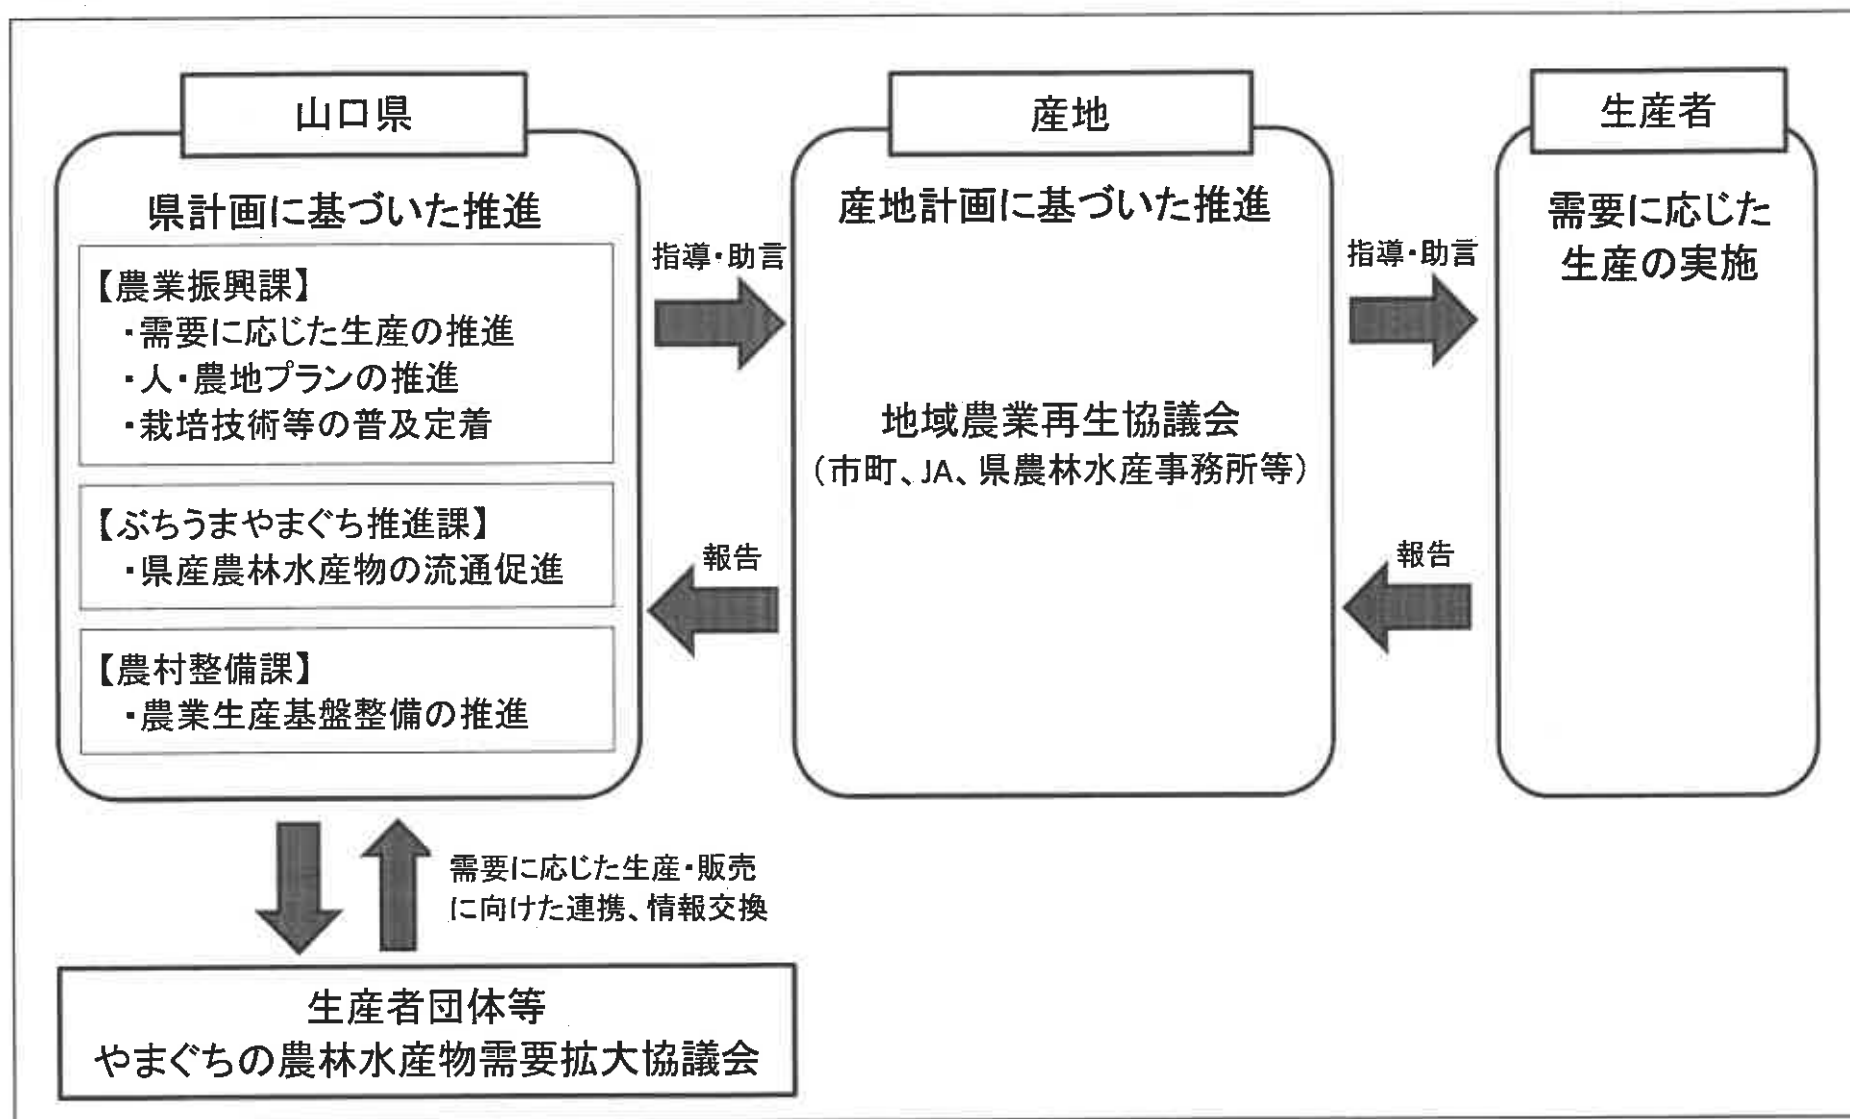 山口県
県計画に基づいた推進
【農業振興課】
・需要に応じた生産の推進
・人・農地プランの推進
・栽培技術等の普及定着
【ぶちうまやまぐち推進課】
・県産農林水産物の流通促進
【農村整備課】
・農業生産基盤整備の推進
指導・助言
報告
産地
産地計画に基づいた推進
地域農業再生協議会
（市町、JA、県農林水産事務所等）
指導・助言
報告
生産者
需要に応じた
生産の実施
需要に応じた生産・販売
に向けた連携、情報交換
生産者団体等
やまぐちの農林水産物需要拡大協議会